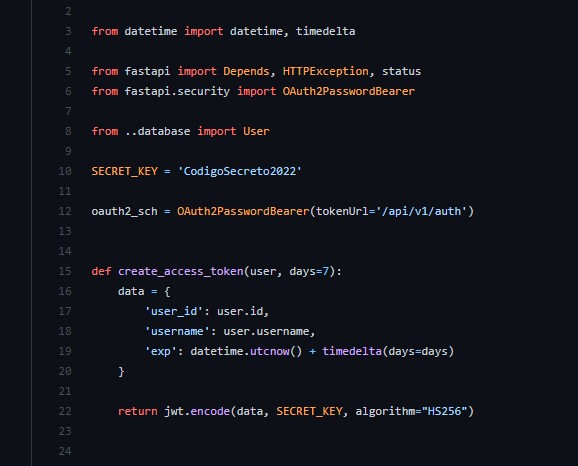 2
3 from datetime import datetime, timedelta
4
5 from fastapi import Depends, HTTPException, status
6 from fastapi.security import OAuth2PasswordBearer
7
8 from ..database import User
9
10 SECRET_KEY = 'CodigoSecreto2022'
11
12 oauth2_sch = OAuth2PasswordBearer(tokenUrl='/api/v1/auth')
13
14
15 def create_access_token(user, days=7):
16     data = {
17         'user_id': user.id,
18         'username': user.username,
19         'exp': datetime.utcnow() + timedelta(days=days)
20     }
21
22     return jwt.encode(data, SECRET_KEY, algorithm="HS256")
23
24